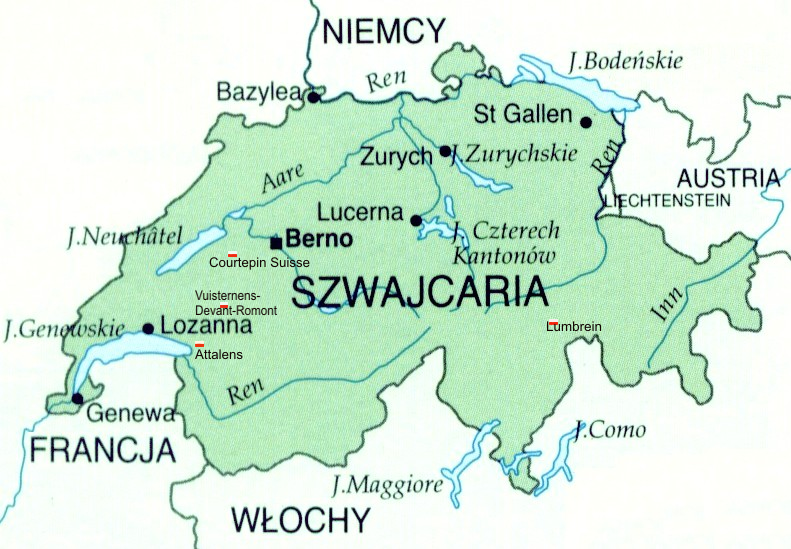 NIEMCY
J.Bodeńskie
Ren
Bazylea
St Gallen
Zurych
J.Zurychskie
Ren
Aare
AUSTRIA
LIECHTENSTEIN
Lucerna
J. Czterech
Kantonów
J.Neuchâtel
Berno
Courtepin Suisse
SZWAJCARIA
Vuisternens-
Devant-Romont
Inn
J.Genewskie
Lozanna
Lumbrein
Attalens
Ren
Genewa
FRANCJA
J.Como
J.Maggiore
WŁOCHY